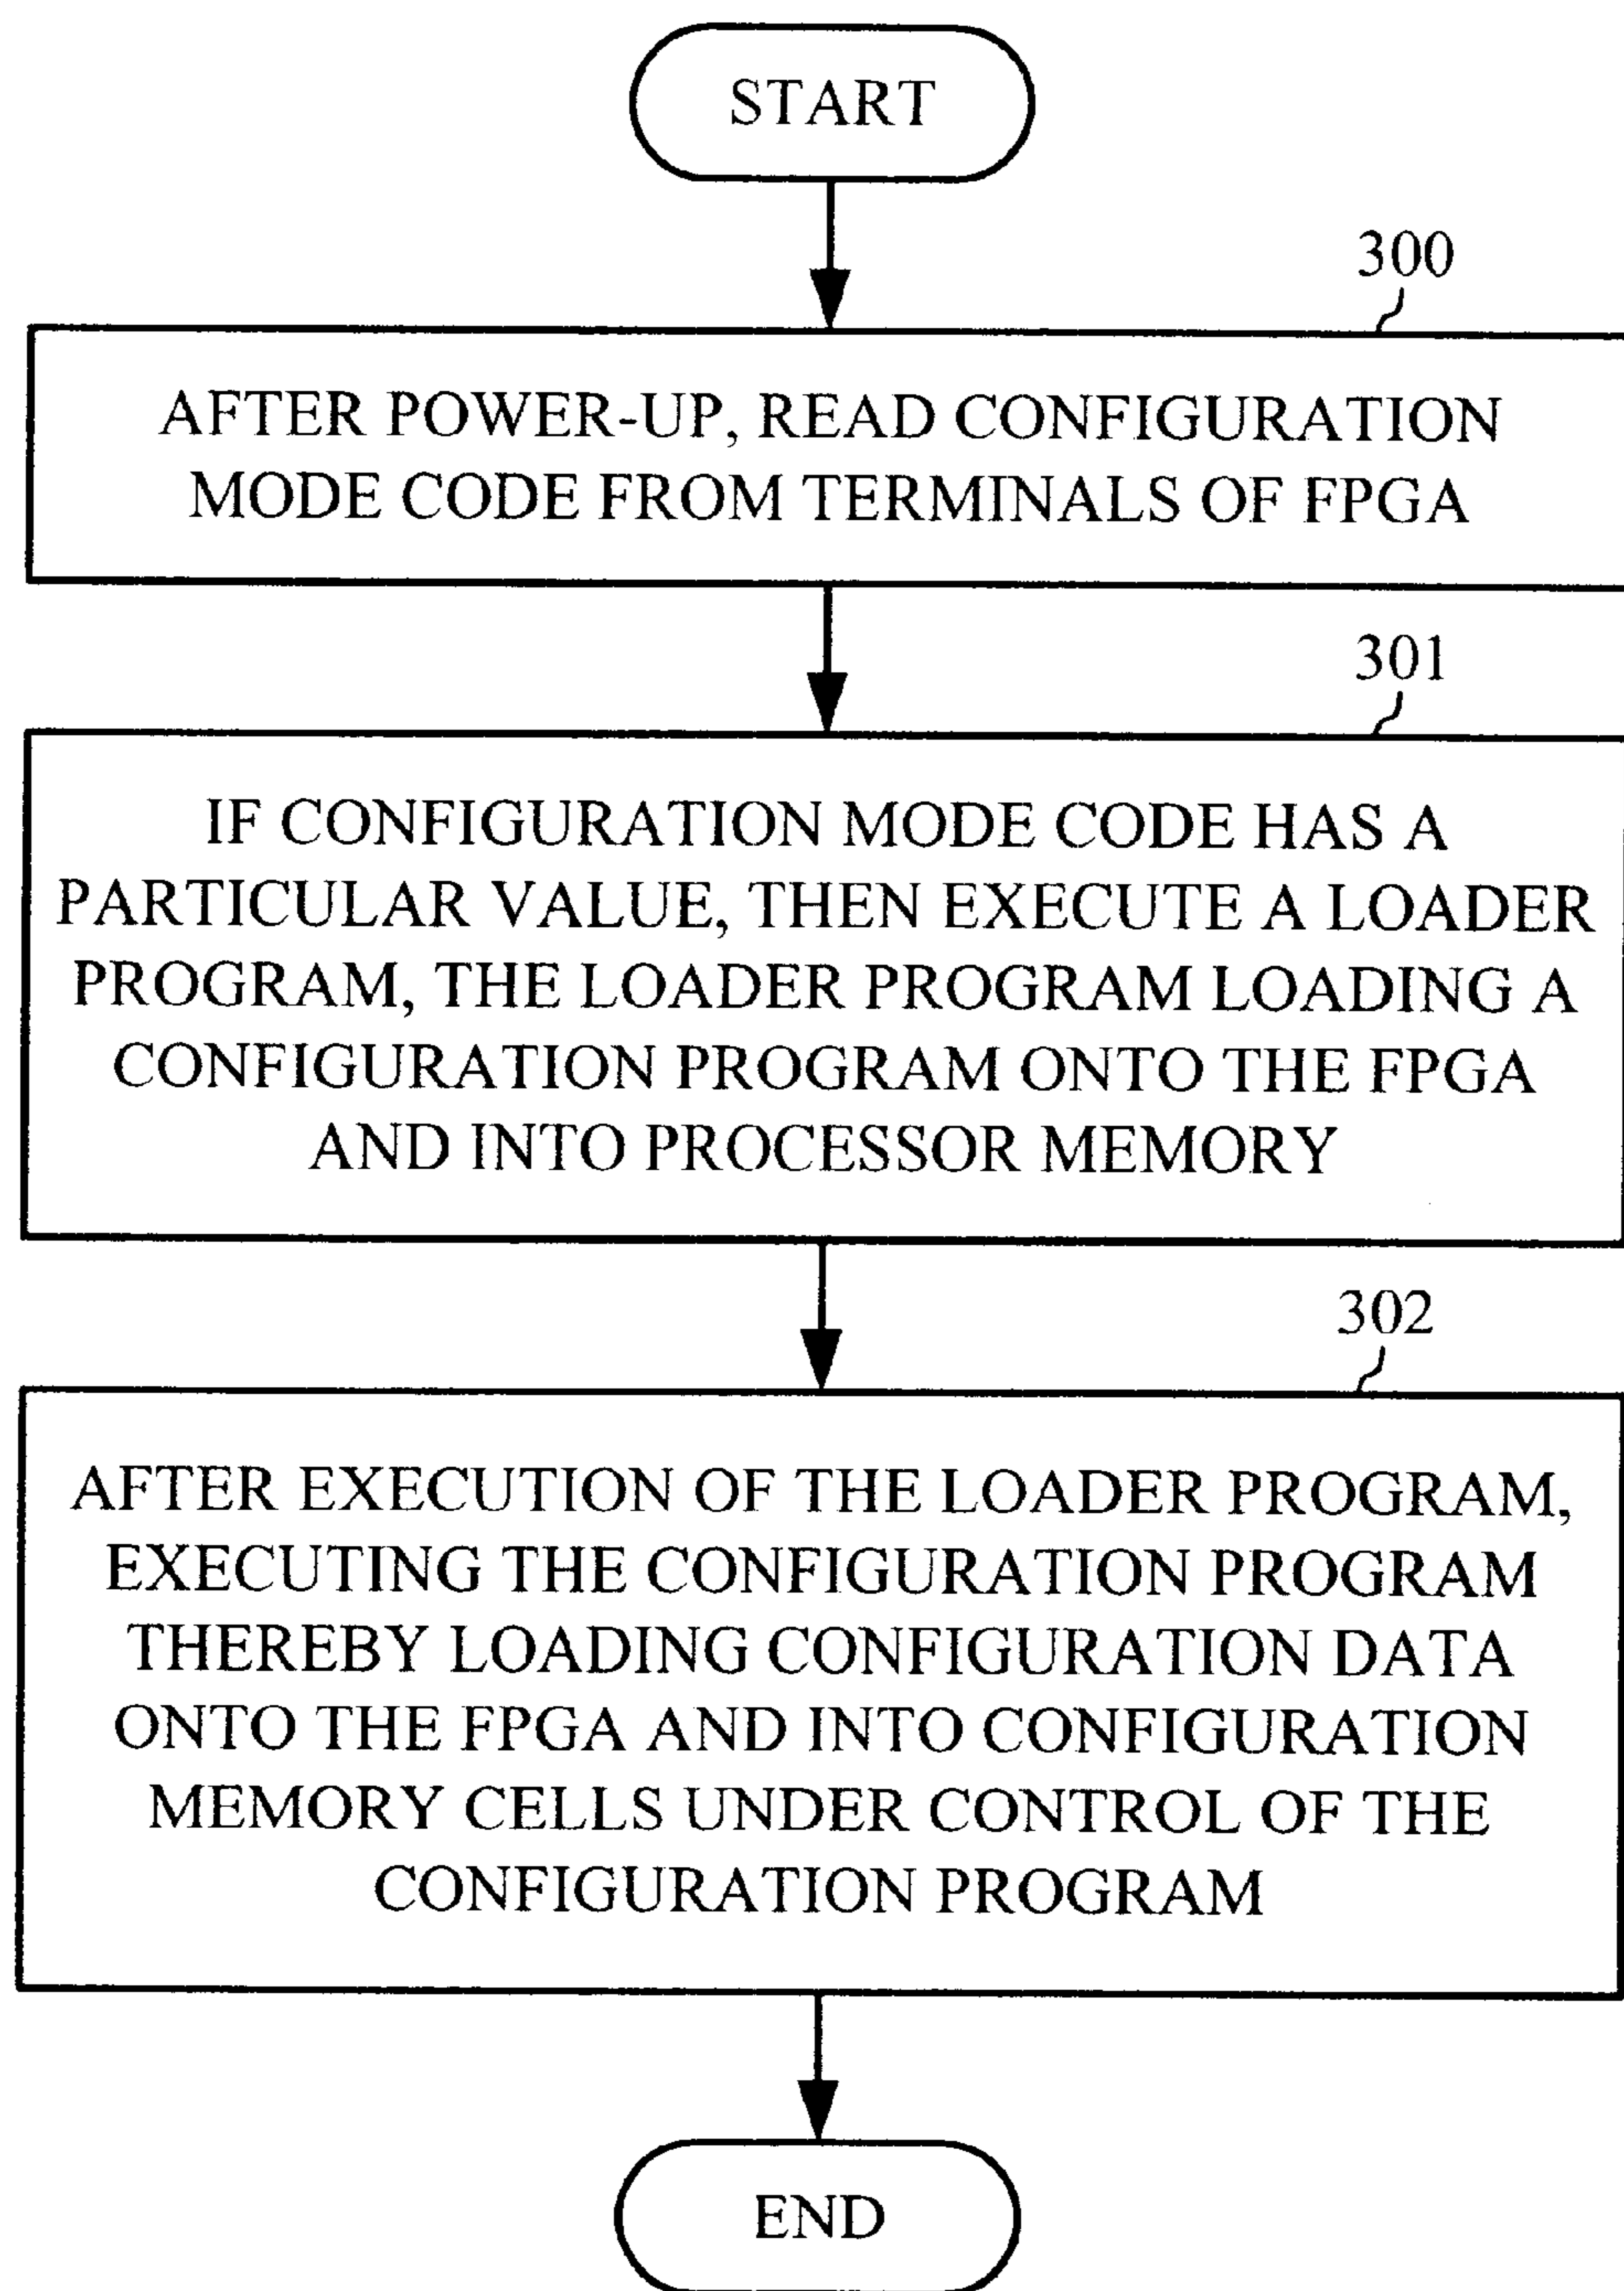 START
300
AFTER POWER-UP, READ CONFIGURATION
MODE CODE FROM TERMINALS OF FPGA
301
IF CONFIGURATION MODE CODE HAS A
PARTICULAR VALUE, THEN EXECUTE A LOADER
PROGRAM, THE LOADER PROGRAM LOADING A
CONFIGURATION PROGRAM ONTO THE FPGA
AND INTO PROCESSOR MEMORY
302
AFTER EXECUTION OF THE LOADER PROGRAM,
EXECUTING THE CONFIGURATION PROGRAM
THEREBY LOADING CONFIGURATION DATA
ONTO THE FPGA AND INTO CONFIGURATION
MEMORY CELLS UNDER CONTROL OF THE
CONFIGURATION PROGRAM
END